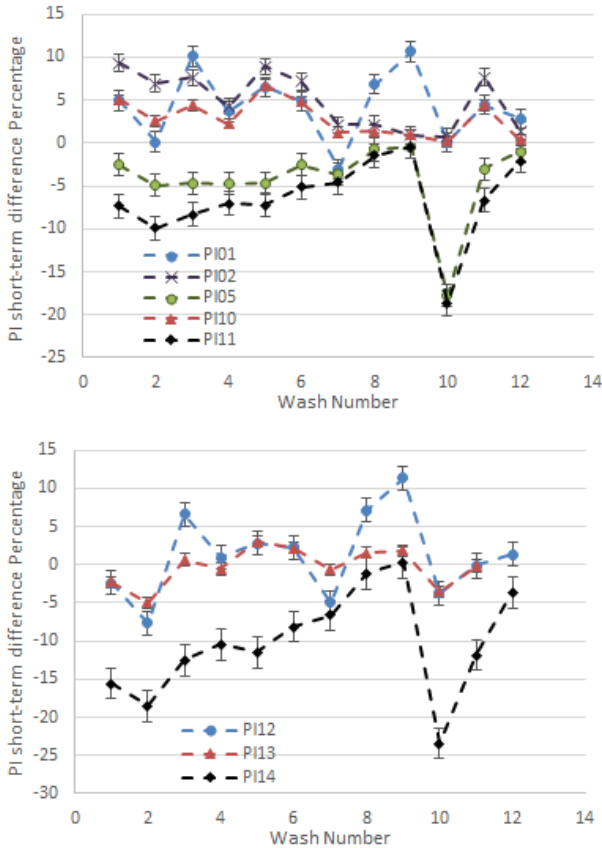 15
10
5
0
-5
-10
-15
-20
-25
PI short-term difference Percentage
PI01
PI02
PI05
PI10
PI11
0 2 4 6 8 10 12 14
Wash Number
15
10
5
0
-5
-10
-15
-20
-25
-30
PI short-term difference Percentage
PI12
PI13
PI14
0 2 4 6 8 10 12 14
Wash Number